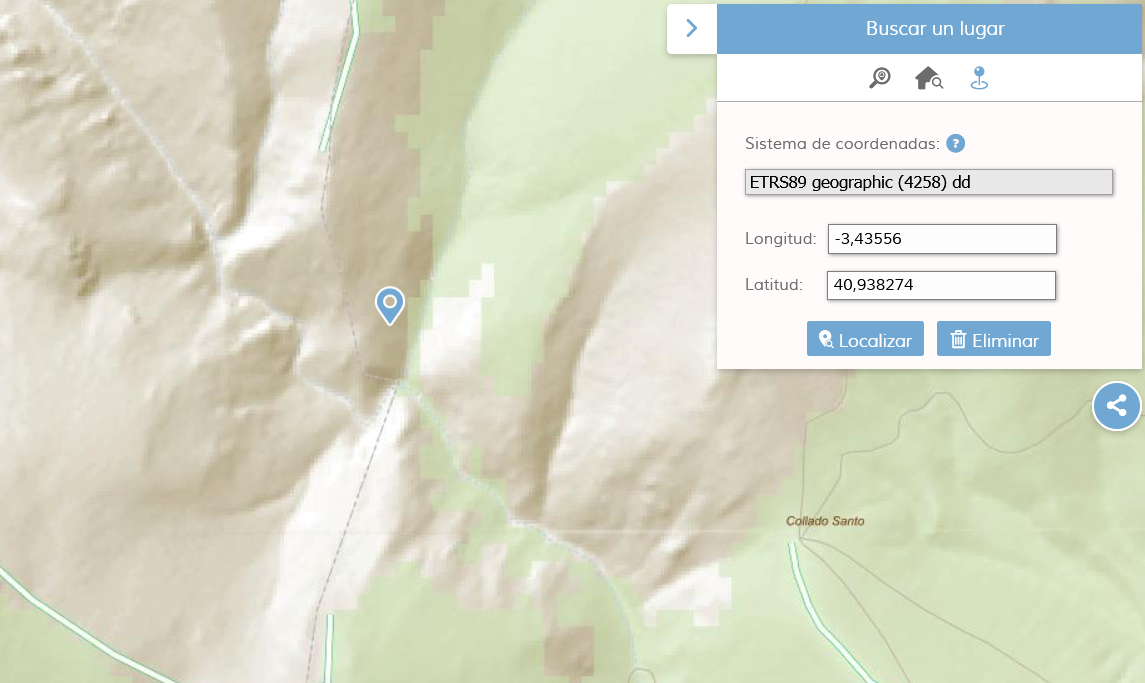 Buscar un lugar
Sistema de coordenadas: ?
ETRS89 geographic (4258) dd
Longitud: -3,43556
Latitud: 40,938274
Localizar Eliminar
Collado Santo